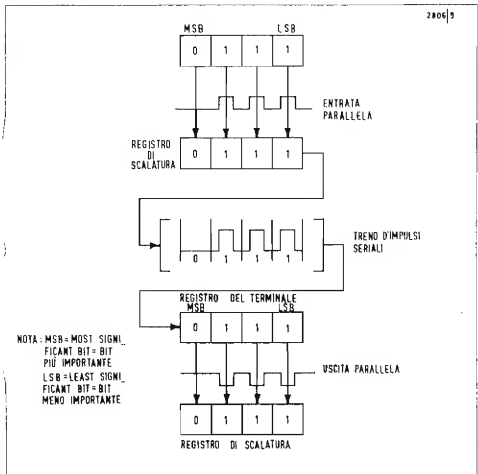 2806|9
MSB LSB
0 1 1 1
ENTRATA
PARALLELA
REGISTRO
DI
SCALATURA
0 1 1 1
TRENO D'IMPULSI
SERIALI
0 1 1 1
REGISTRO DEL TERMINALE
MSB LSB
0 1 1 1
NOTA: MSB=MOST SIGNI_
FICANT BIT=BIT
PIÙ IMPORTANTE
LSB=LEAST SIGNI_
FICANT BIT=BIT
MENO IMPORTANTE
USCITA PARALLELA
0 1 1 1
REGISTRO DI SCALATURA